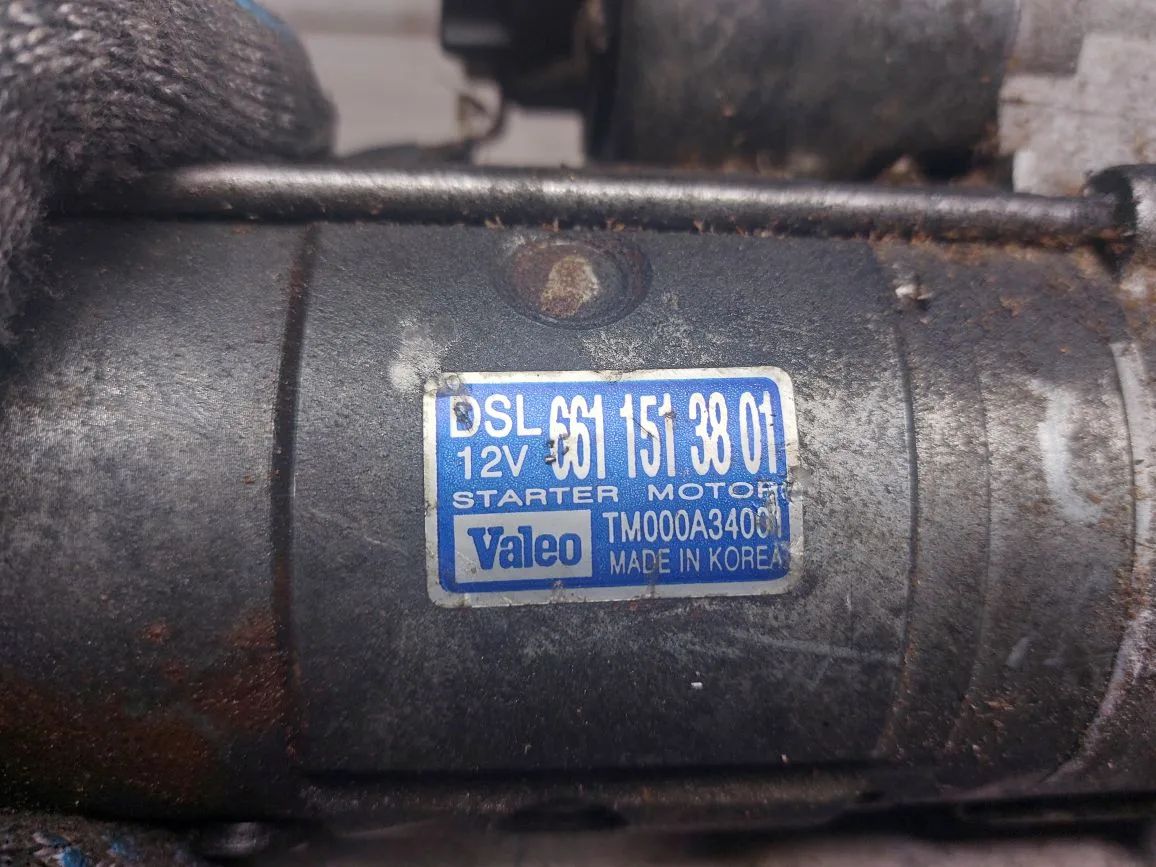 DSL 661 151 38 01
12V
STARTER MOTOR
Valeo TM000A34001
MADE IN KOREA